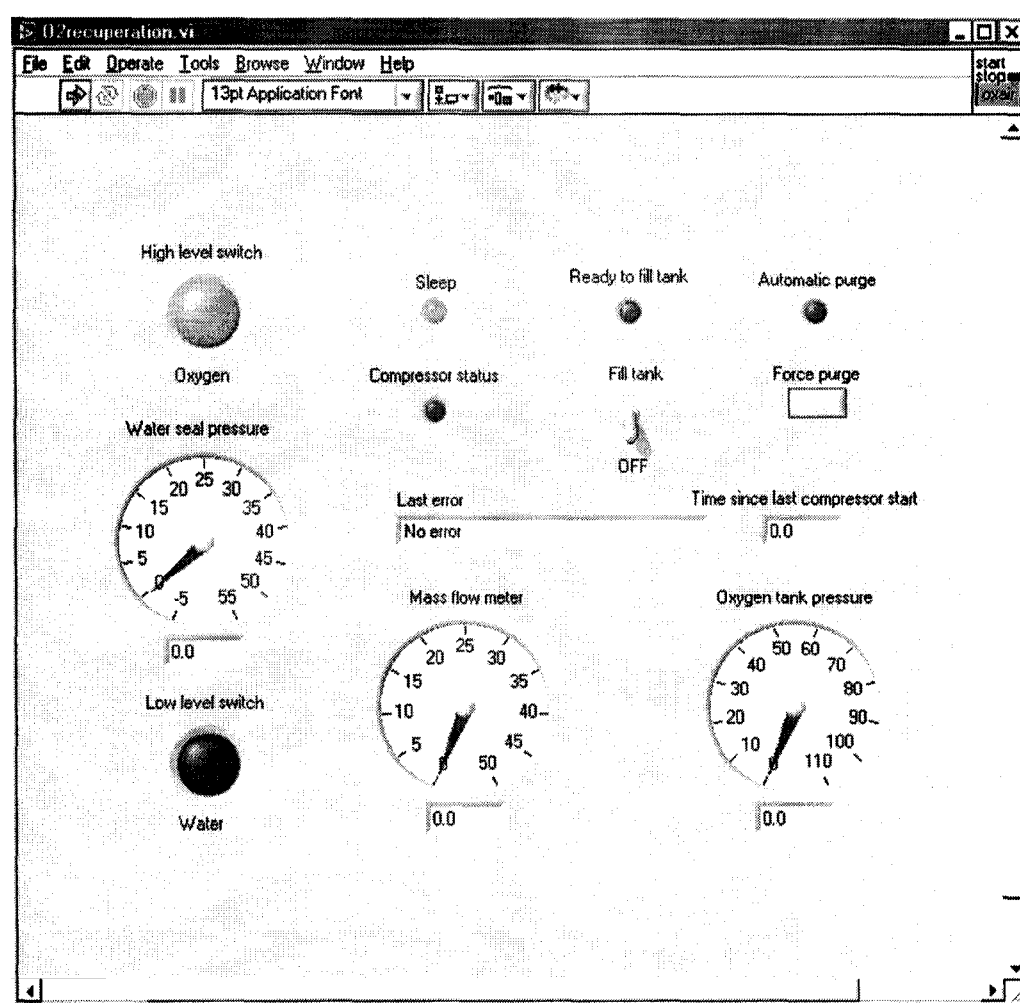 02recuperation.vi
File Edit Operate Tools Browse Window Help
13pt Application Font
start
stop
oxair
High level switch
Sleep
Ready to fill tank
Automatic purge
Oxygen
Compressor status
Fill tank
Force purge
OFF
Water seal pressure
-5 0 5 10 15 20 25 30 35 40 45 50 55
0.0
Last error
No error
Time since last compressor start
0.0
Mass flow meter
0 5 10 15 20 25 30 35 40 45 50
0.0
Oxygen tank pressure
0 10 20 30 40 50 60 70 80 90 100 110
0.0
Low level switch
Water